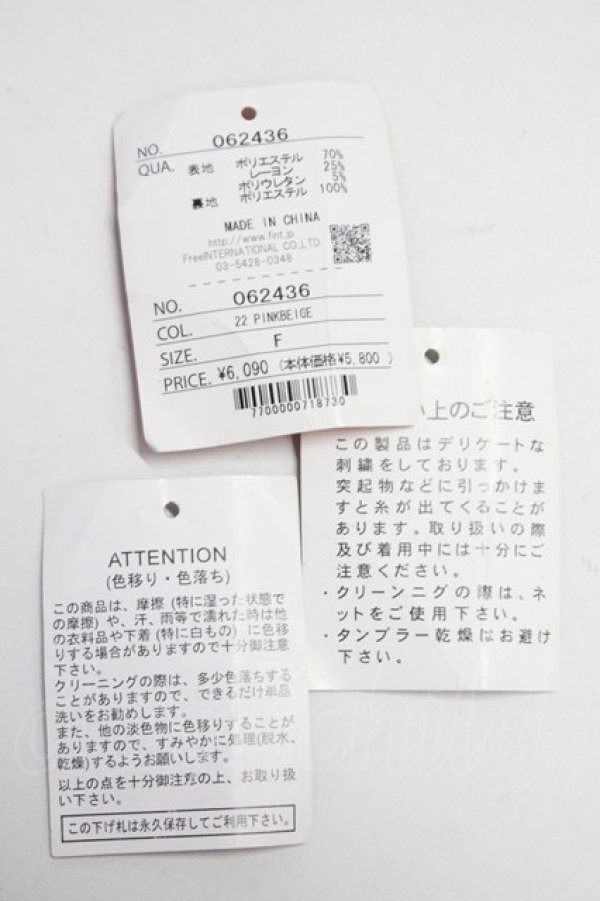 NO. 062436
QUA. 表地 ポリエステル 70%
レーヨン 25%
ポリウレタン 5%
裏地 ポリエステル 100%
MADE IN CHINA
http://www.fint.jp
FreeINTERNATIONAL CO.,LTD.
03-5428-0346
NO. 062436
COL. 22 PINKBEIGE
SIZE. F
PRICE. ¥6,090 (本体価格¥5,800)
7700000718730
い上のご注意
この製品はデリケートな
刺繍をしております。
突起物などに引っかけま
すと糸が出てくることが
あります。取り扱いの際
及び着用中には十分にご
注意ください。
・クリーンニグの際は、ネ
ットをご使用下さい。
・タンブラー乾燥はお避け
下さい。
ATTENTION
(色移り・色落ち)
この商品は、摩擦 (特に湿った状態で
の摩擦) や、汗、雨等で濡れた時は他
の衣料品や下着 (特に白もの) に色移
りする場合がありますので十分御注意
下さい。
クリーニングの際は、多少色落ちする
ことがありますので、できるだけ単品
洗いをお勧めします。
また、他の淡色物に色移りすることが
ありますので、すみやかに処理(脱水、
乾燥)するようお願いします。
以上の点を十分御注意の上、お取り扱
い下さい。
この下げ札は永久保存してご利用下さい。